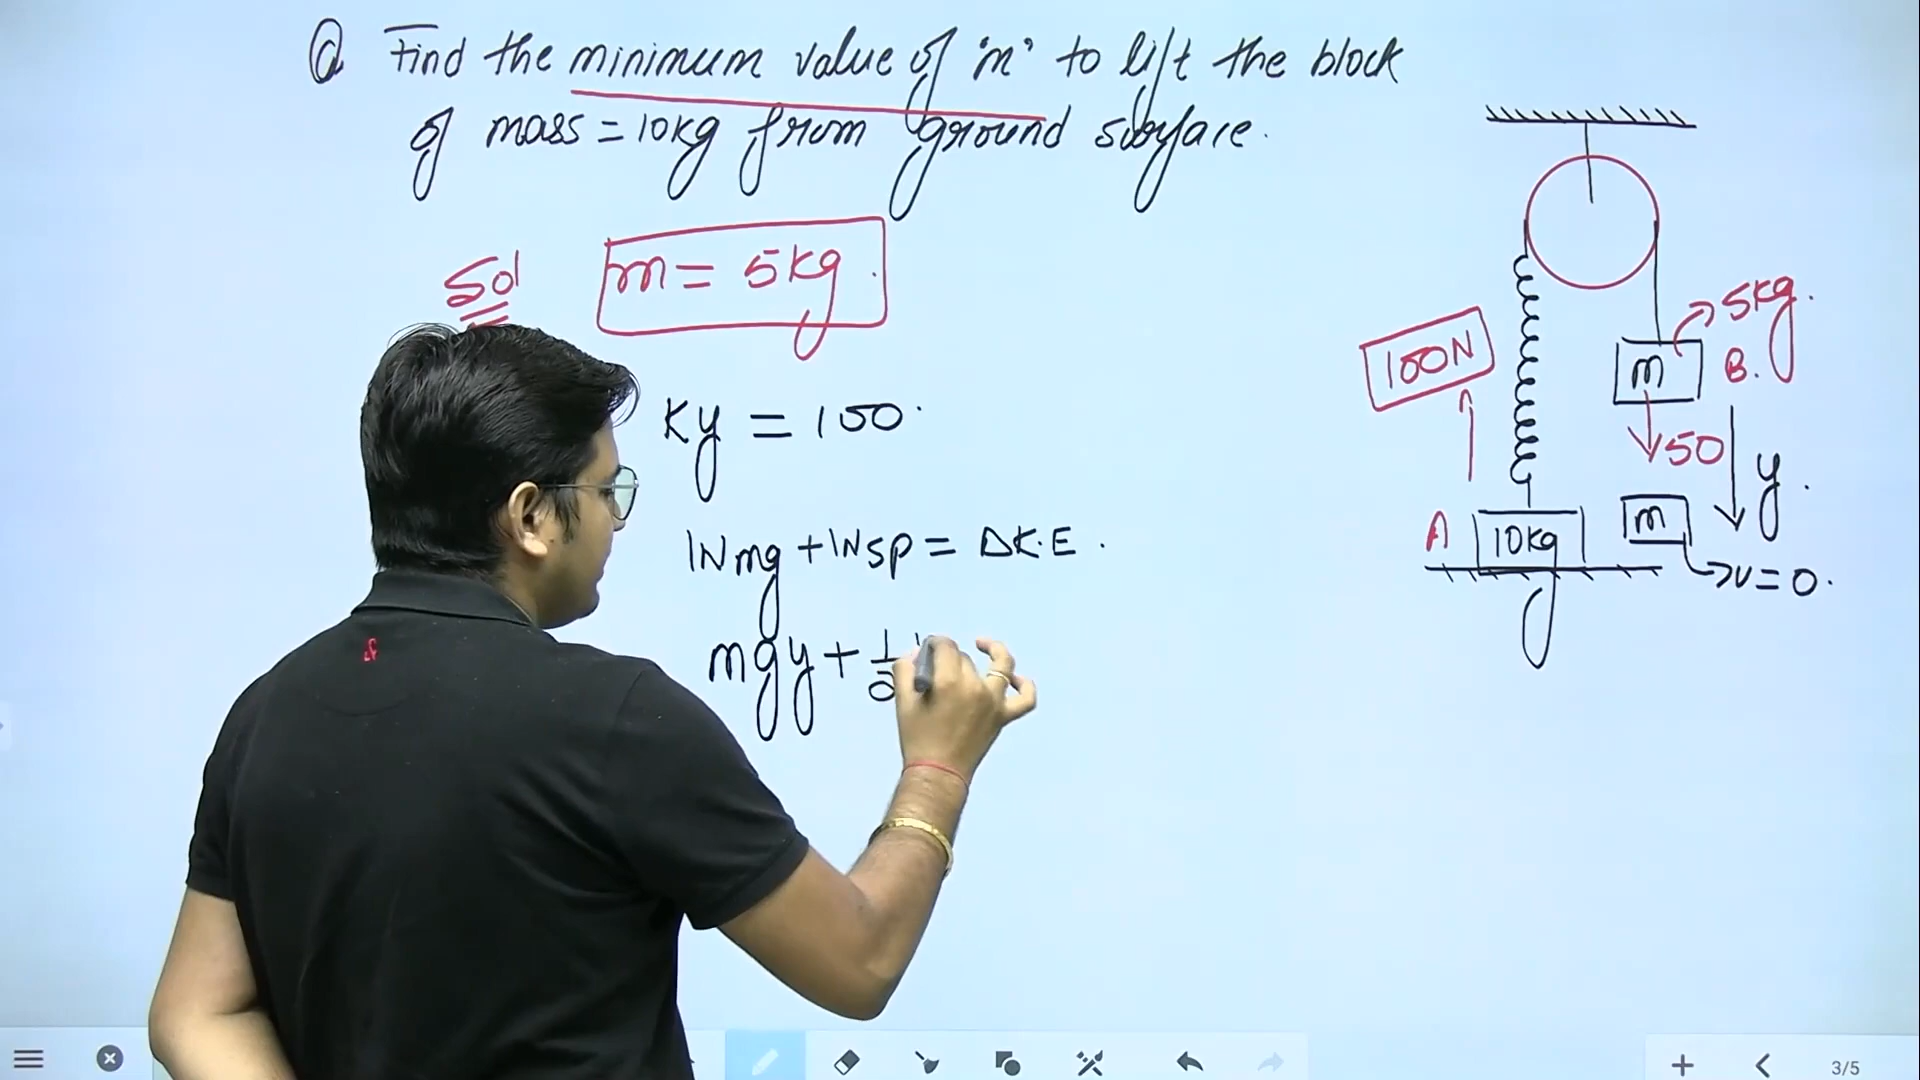 Q Find the minimum value of 'm' to lift the block
of mass = 10kg from ground surface.
Sol
m = 5kg.
Ky = 100.
Wmg + Wsp = ΔK.E.
mgy + 1/2
100N
5kg.
m
B.
50
y.
A
10kg
m
v = 0.
3/5